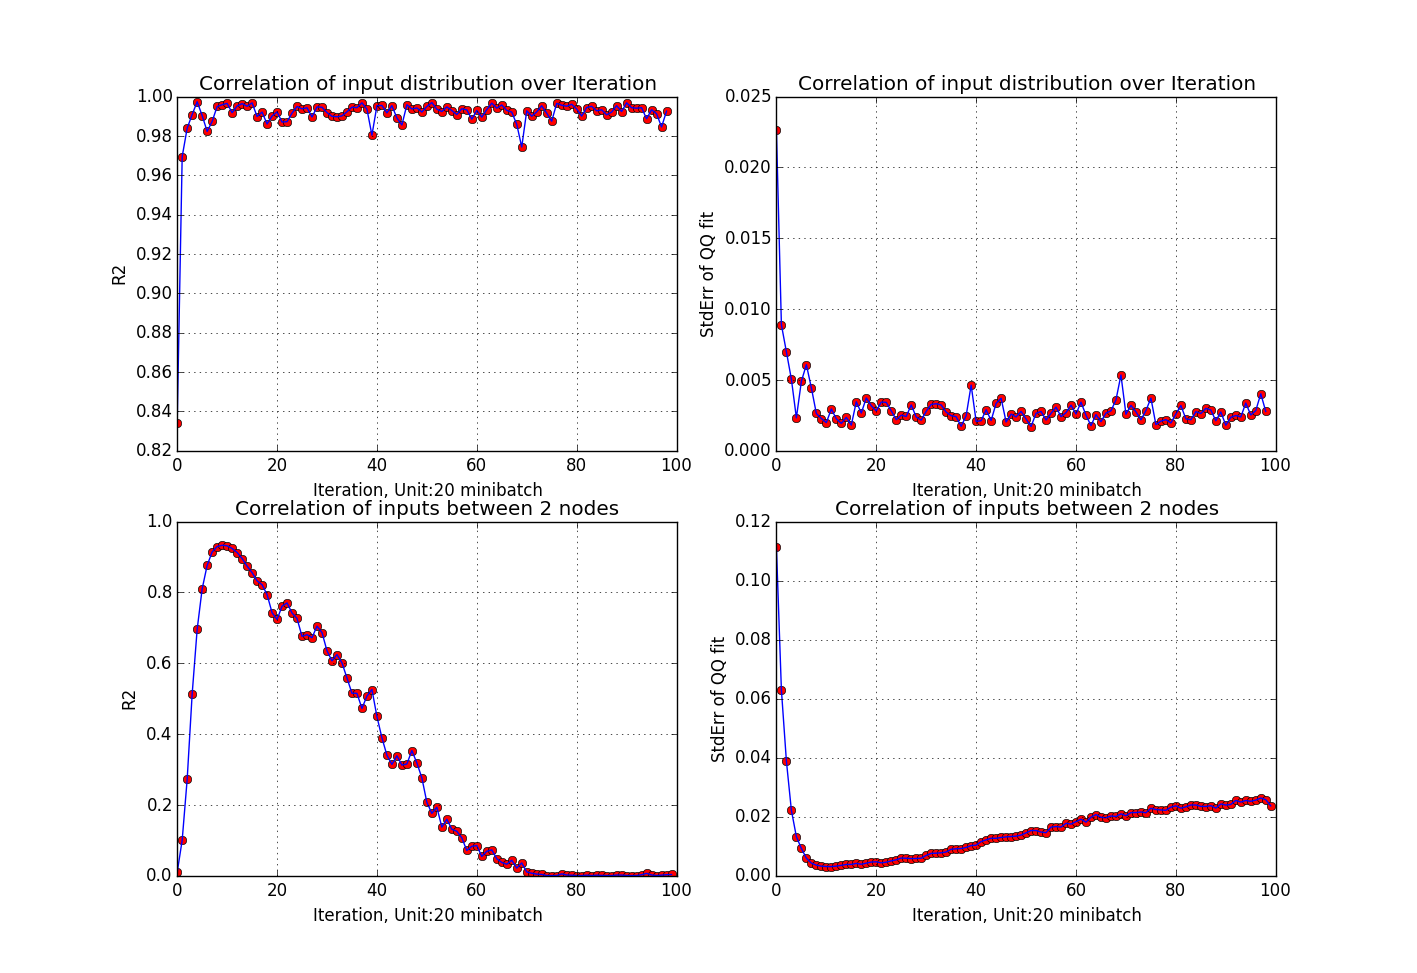 Correlation of input distribution over Iteration
1.00
0.98
0.96
0.94
0.92
0.90
0.88
0.86
0.84
0.82
R2
0 20 40 60 80 100
Iteration, Unit:20 minibatch
Correlation of input distribution over Iteration
0.025
0.020
0.015
0.010
0.005
0.000
StdErr of QQ fit
0 20 40 60 80 100
Iteration, Unit:20 minibatch
Correlation of inputs between 2 nodes
1.0
0.8
0.6
0.4
0.2
0.0
R2
0 20 40 60 80 100
Iteration, Unit:20 minibatch
Correlation of inputs between 2 nodes
0.12
0.10
0.08
0.06
0.04
0.02
0.00
StdErr of QQ fit
0 20 40 60 80 100
Iteration, Unit:20 minibatch